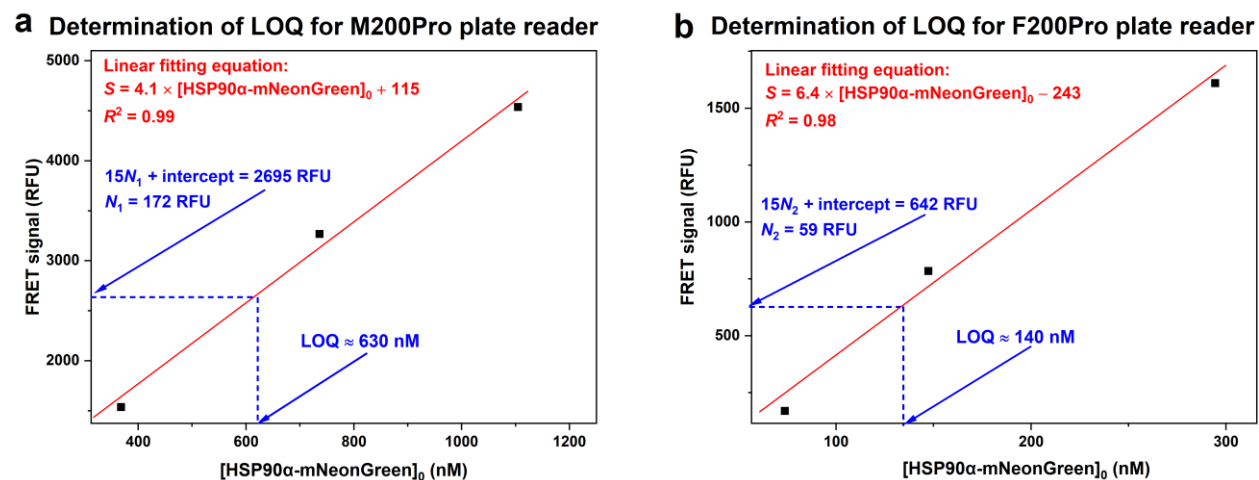 a Determination of LOQ for M200Pro plate reader
5000
4000
3000
2000
FRET signal (RFU)
Linear fitting equation:
S = 4.1 × [HSP90α-mNeonGreen]₀ + 115
R² = 0.99
15N₁ + intercept = 2695 RFU
N₁ = 172 RFU
LOQ ≈ 630 nM
400 600 800 1000 1200
[HSP90α-mNeonGreen]₀ (nM)
b Determination of LOQ for F200Pro plate reader
1500
1000
500
FRET signal (RFU)
Linear fitting equation:
S = 6.4 × [HSP90α-mNeonGreen]₀ − 243
R² = 0.98
15N₂ + intercept = 642 RFU
N₂ = 59 RFU
LOQ ≈ 140 nM
100 200 300
[HSP90α-mNeonGreen]₀ (nM)